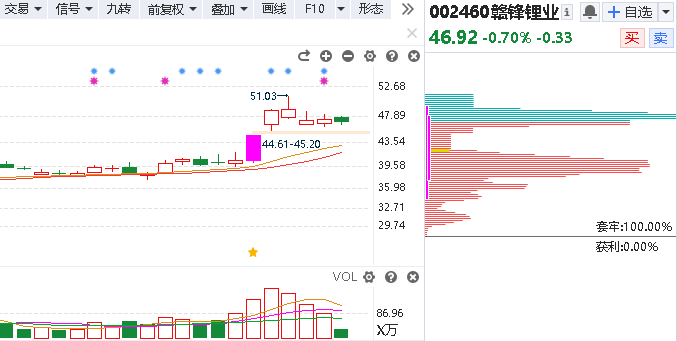 交易 信号 九转 前复权 叠加 画线 F10 形态
002460赣锋锂业 自选
46.92 -0.70% -0.33 买 卖
51.03
44.61-45.20
52.68
47.89
43.54
39.58
35.98
32.71
29.74
套牢:100.00%
获利:0.00%
VOL
86.96
X万